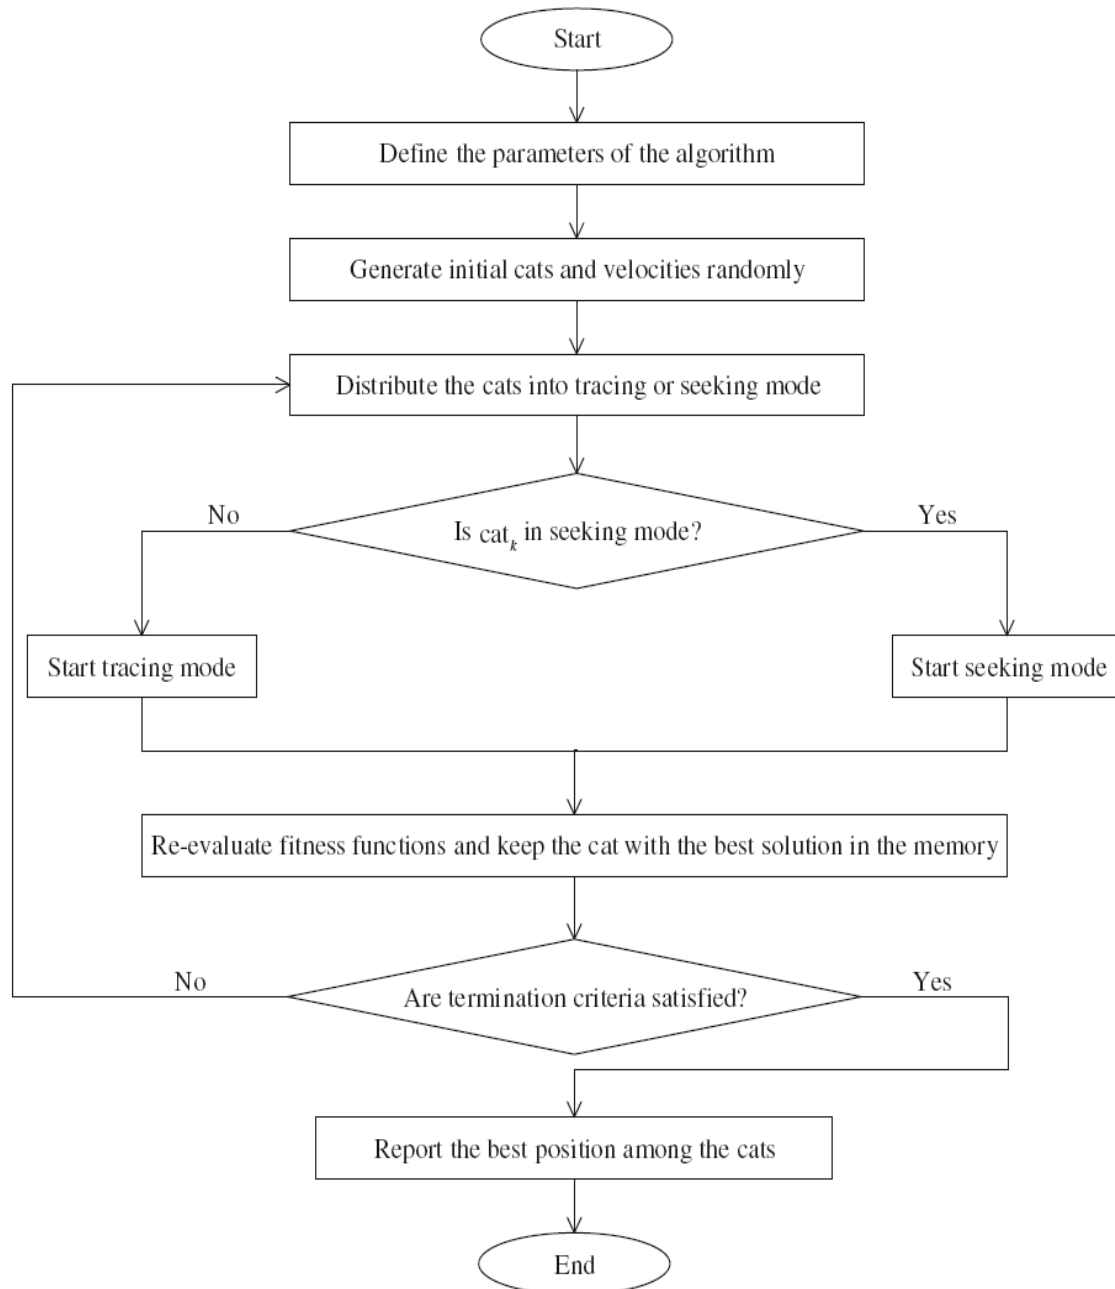 Start
Define the parameters of the algorithm
Generate initial cats and velocities randomly
Distribute the cats into tracing or seeking mode
No
Is catₖ in seeking mode?
Yes
Start tracing mode
Start seeking mode
Re-evaluate fitness functions and keep the cat with the best solution in the memory
No
Are termination criteria satisfied?
Yes
Report the best position among the cats
End